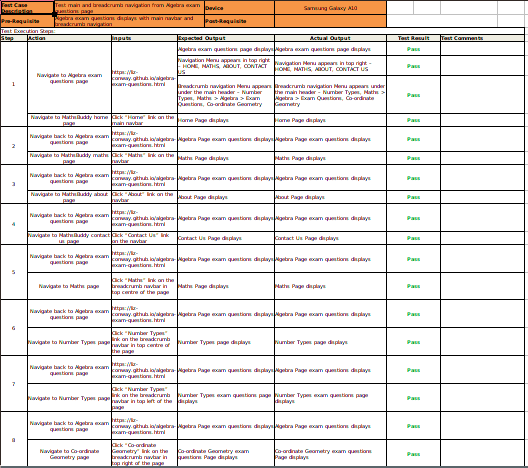 Test Case Description
Test main and breadcrumb navigation from Algebra exam questions page
Device
Samsung Galaxy A10
Pre-Requisite
Algebra exam questions displays with main navbar and breadcrumb navigation
Post-Requisite
Test Execution Steps:
Step Action Inputs Expected Output Actual Output Test Result Test Comments
1
Navigate to Algebra exam questions page
https://liz-conway.github.io/algebra-exam-questions.html
Algebra exam questions page displays
Algebra exam questions page displays
Pass
Navigation Menu appears in top right – HOME, MATHS, ABOUT, CONTACT US
Navigation Menu appears in top right – HOME, MATHS, ABOUT, CONTACT US
Pass
Breadcrumb navigation Menu appears under the main header – Number Types, Maths > Algebra > Exam Questions, Co-ordinate Geometry
Breadcrumb navigation Menu appears under the main header – Number Types, Maths > Algebra > Exam Questions, Co-ordinate Geometry
Pass
Navigate to MathsBuddy home page
Click "Home" link on the main navbar
Home Page displays
Home Page displays
Pass
2
Navigate back to Algebra exam questions page
https://liz-conway.github.io/algebra-exam-questions.html
Algebra Page exam questions displays
Algebra Page exam questions displays
Pass
Navigate to MathsBuddy maths page
Click "Maths" link on the navbar
Maths Page displays
Maths Page displays
Pass
3
Navigate back to Algebra exam questions page
https://liz-conway.github.io/algebra-exam-questions.html
Algebra Page exam questions displays
Algebra Page exam questions displays
Pass
Navigate to MathsBuddy about page
Click "About" link on the navbar
About Page displays
About Page displays
Pass
4
Navigate back to Algebra exam questions page
https://liz-conway.github.io/algebra-exam-questions.html
Algebra Page exam questions displays
Algebra Page exam questions displays
Pass
Navigate to MathsBuddy contact us page
Click "Contact Us" link on the navbar
Contact Us Page displays
Contact Us Page displays
Pass
5
Navigate back to Algebra exam questions page
https://liz-conway.github.io/algebra-exam-questions.html
Algebra Page exam questions displays
Algebra Page exam questions displays
Pass
Navigate to Maths page
Click "Maths" link on the breadcrumb navbar in top centre of the page
Maths Page displays
Maths Page displays
Pass
6
Navigate back to Algebra exam questions page
https://liz-conway.github.io/algebra-exam-questions.html
Algebra Page exam questions displays
Algebra Page exam questions displays
Pass
Navigate to Number Types page
Click "Number Types" link on the breadcrumb navbar in top centre of the page
Number Types page displays
Number Types page displays
Pass
7
Navigate back to Algebra exam questions page
https://liz-conway.github.io/algebra-exam-questions.html
Algebra Page exam questions displays
Algebra Page exam questions displays
Pass
Navigate to Number Types page
Click "Number Types" link on the breadcrumb navbar in top left of the page
Number Types exam questions page displays
Number Types exam questions page displays
Pass
8
Navigate back to Algebra exam questions page
https://liz-conway.github.io/algebra-exam-questions.html
Algebra Page exam questions displays
Algebra Page exam questions displays
Pass
Navigate to Co-ordinate Geometry page
Click "Co-ordinate Geometry" link on the breadcrumb navbar in top right of the page
Co-ordinate Geometry exam questions Page displays
Co-ordinate Geometry exam questions Page displays
Pass